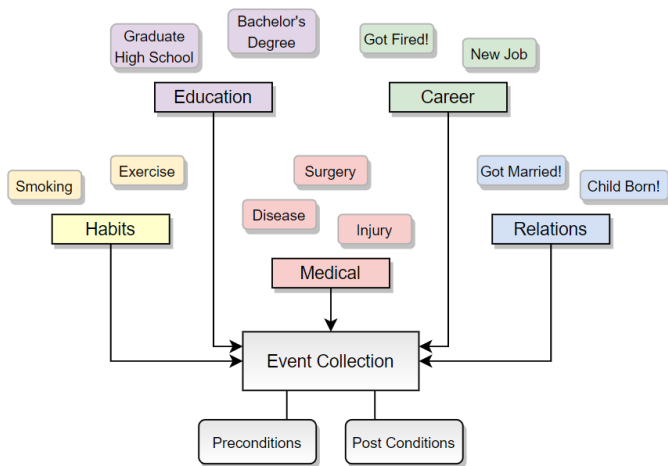 Graduate
High School
Bachelor's
Degree
Got Fired!
New Job
Education
Career
Smoking
Exercise
Surgery
Disease
Injury
Got Married!
Child Born!
Habits
Medical
Relations
Event Collection
Preconditions
Post Conditions